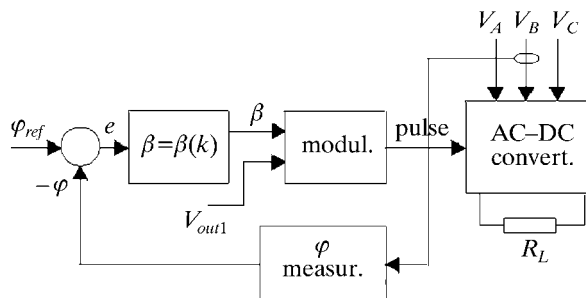 V_A V_B V_C
φ_ref
e
β=β(k)
β
modul.
pulse
AC–DC
convert.
−φ
V_out1
φ
measur.
R_L